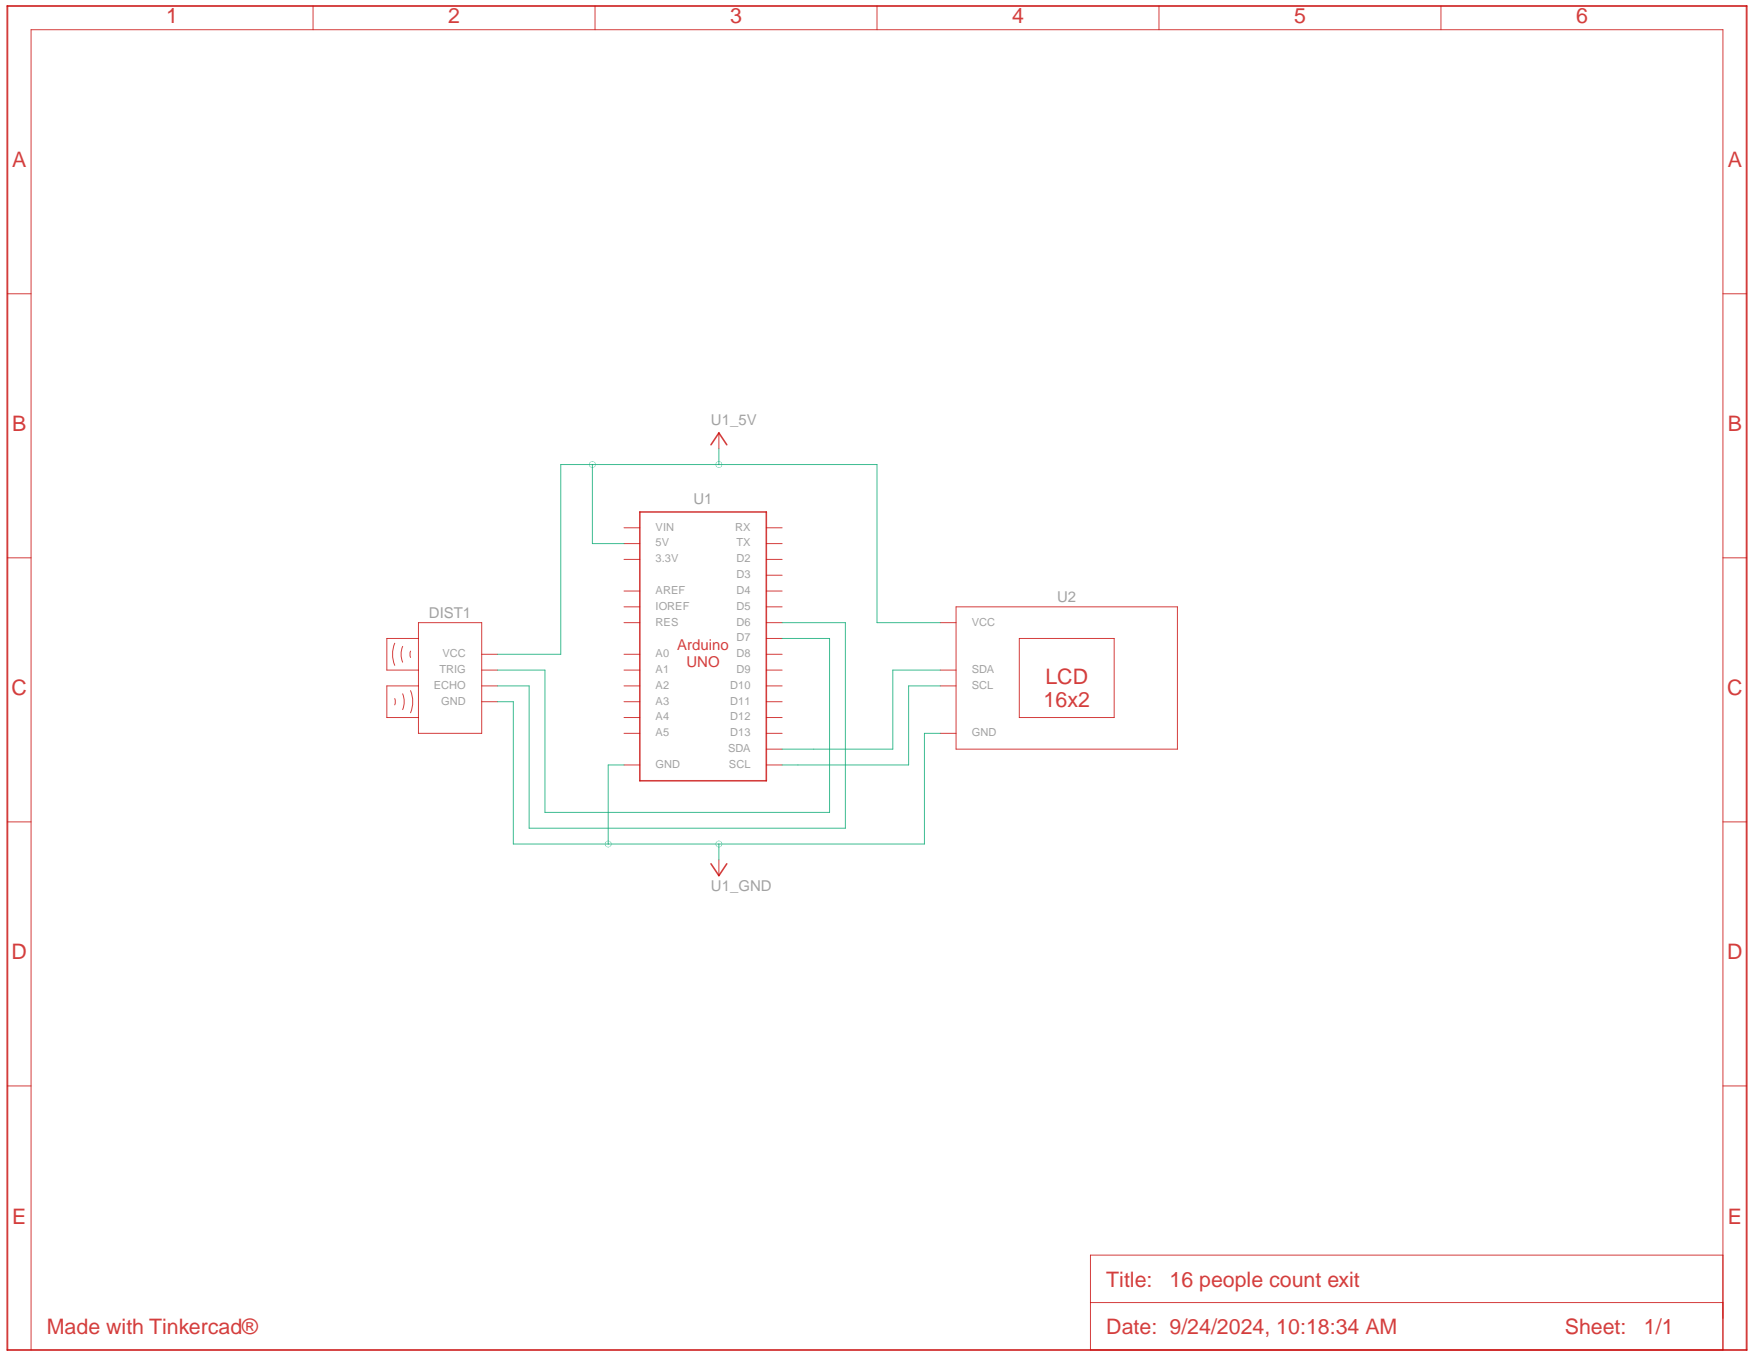 1 2 3 4 5 6
A A
B B
U1_5V
U1
VIN RX
5V TX
3.3V D2
D3
AREF D4
IOREF D5
RES D6
D7
A0 D8
A1 D9
A2 D10
A3 D11
A4 D12
A5 D13
SDA
GND SCL
Arduino
UNO
DIST1
VCC
TRIG
ECHO
GND
U2
VCC
SDA
SCL
GND
LCD
16x2
C C
U1_GND
D D
E E
Title: 16 people count exit
Made with Tinkercad®
Date: 9/24/2024, 10:18:34 AM Sheet: 1/1